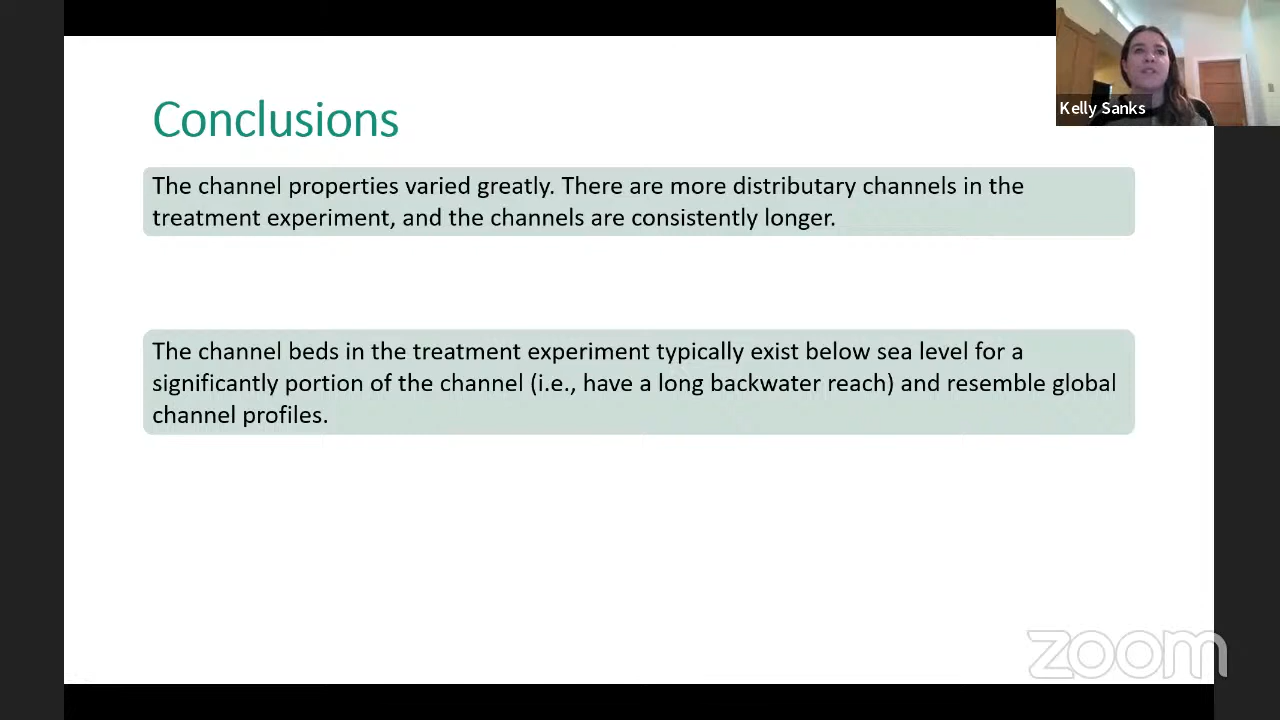 Conclusions
The channel properties varied greatly. There are more distributary channels in the
treatment experiment, and the channels are consistently longer.
The channel beds in the treatment experiment typically exist below sea level for a
significantly portion of the channel (i.e., have a long backwater reach) and resemble global
channel profiles.
Kelly Sanks
zoom